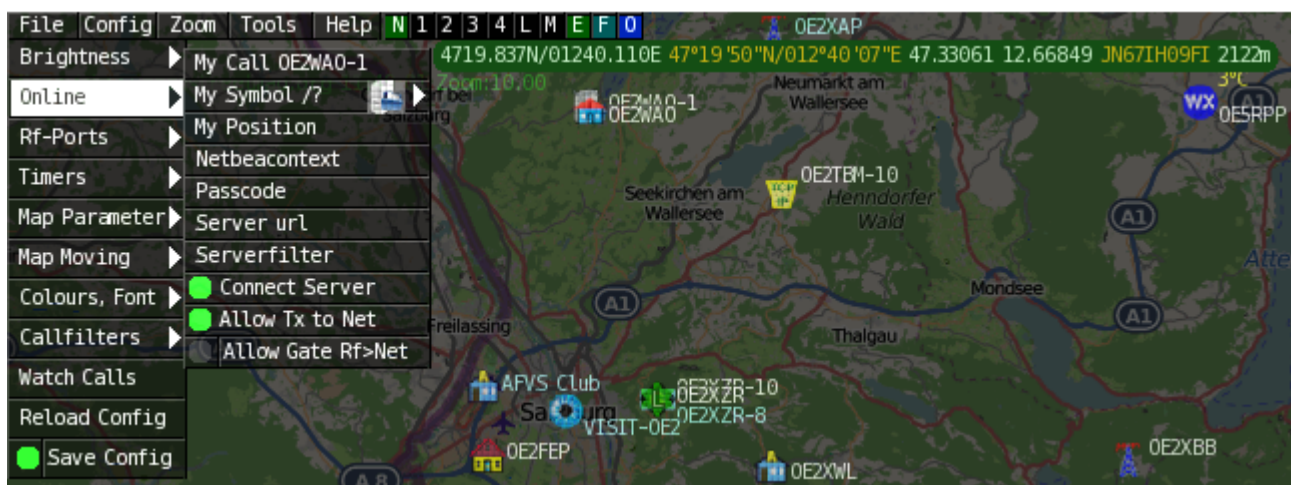 File Config Zoom Tools Help N 1 2 3 4 L M E F O
OE2XAP
4719.837N/01240.110E 47°19'50"N/012°40'07"E 47.33061 12.66849 JN67IH09FI 2122m
Zoom:10.00
Brightness
Online
Rf-Ports
Timers
Map Parameter
Map Moving
Colours, Font
Callfilters
Watch Calls
Reload Config
Save Config
My Call OE2WAO-1
My Symbol /?
My Position
Netbeacontext
Passcode
Server url
Serverfilter
Connect Server
Allow Tx to Net
Allow Gate Rf>Net
Neumarkt am
Wallersee
3°C
WX
A1
OE5RPP
OE2WAO-1
OE2WAO
OE2TBM-10
Seekirchen am
Wallersee
Henndorfer
Wald
A1
Mondsee
A1
A1
Freilassing
Thalgau
AFVS Club
L
OE2XZR-10
OE2XZR
OE2XZR-8
VISIT-OE2
OE2FEP
OE2XBB
OE2XWL
A 8